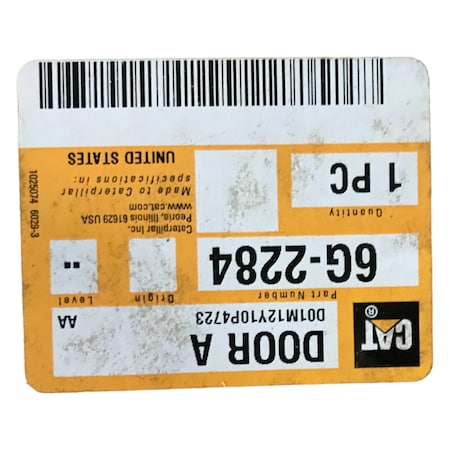 CAT
®
DOOR A
D01M12Y10P4723
AA
Part Number
Origin
Level
6G-2284
"
Quantity
1 PC
Caterpillar Inc.
Peoria, Illinois 61629 USA
www.cat.com
Made to Caterpillar
specifications in:
UNITED STATES
1025074 6029-3